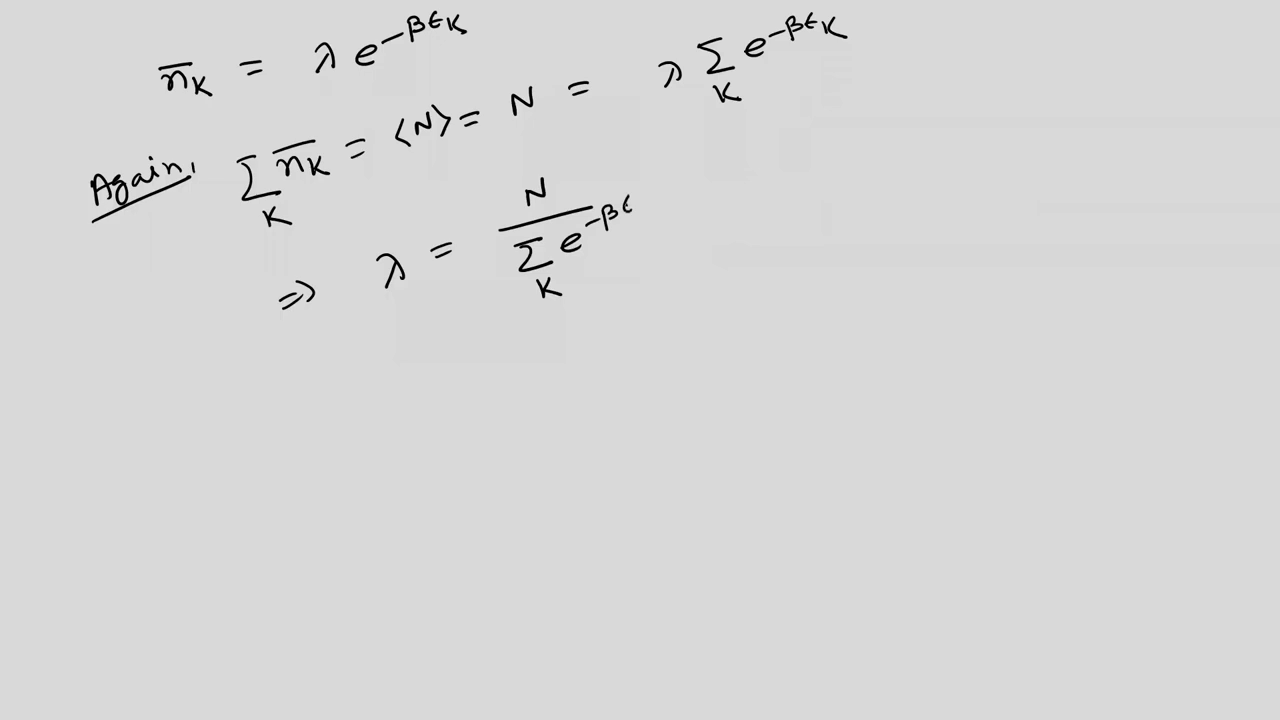 n̄_K = λ e^{-βϵ_K}
Again, Σ_K n̄_K = ⟨N⟩ = N = λ Σ_K e^{-βϵ_K}
⇒ λ = N / Σ_K e^{-βϵ}